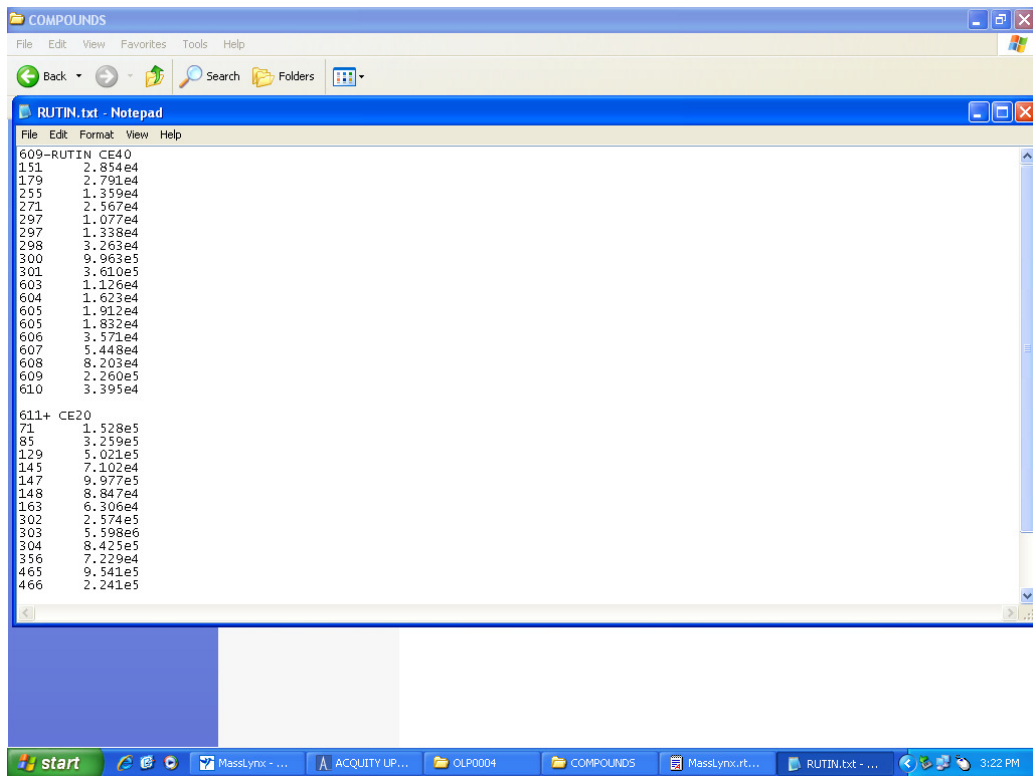 COMPOUNDS
File Edit View Favorites Tools Help
Back Search Folders
RUTIN.txt - Notepad
File Edit Format View Help
609-RUTIN CE40
151 2.854e4
179 2.791e4
255 1.359e4
271 2.567e4
297 1.077e4
297 1.338e4
298 3.263e4
300 9.963e5
301 3.610e5
603 1.126e4
604 1.623e4
605 1.912e4
605 1.832e4
606 3.571e4
607 5.448e4
608 8.203e4
609 2.260e5
610 3.395e4
611+ CE20
71 1.528e5
85 3.259e5
129 5.021e5
145 7.102e4
147 9.977e5
148 8.847e4
163 6.306e4
302 2.574e5
303 5.598e6
304 8.425e5
356 7.229e4
465 9.541e5
466 2.241e5
start MassLynx - ... ACQUITY UP... OLP0004 COMPOUNDS MassLynx.rt... RUTIN.txt - ... 3:22 PM